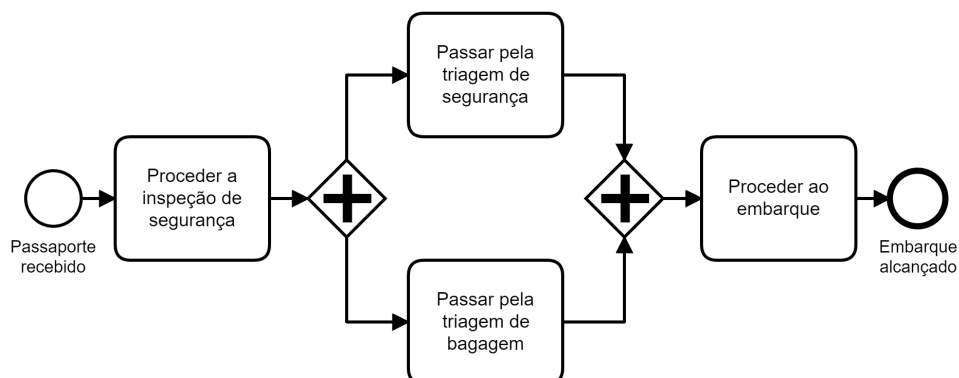 Passaporte
recebido
Proceder a
inspeção de
segurança
Passar pela
triagem de
segurança
Passar pela
triagem de
bagagem
Proceder ao
embarque
Embarque
alcançado